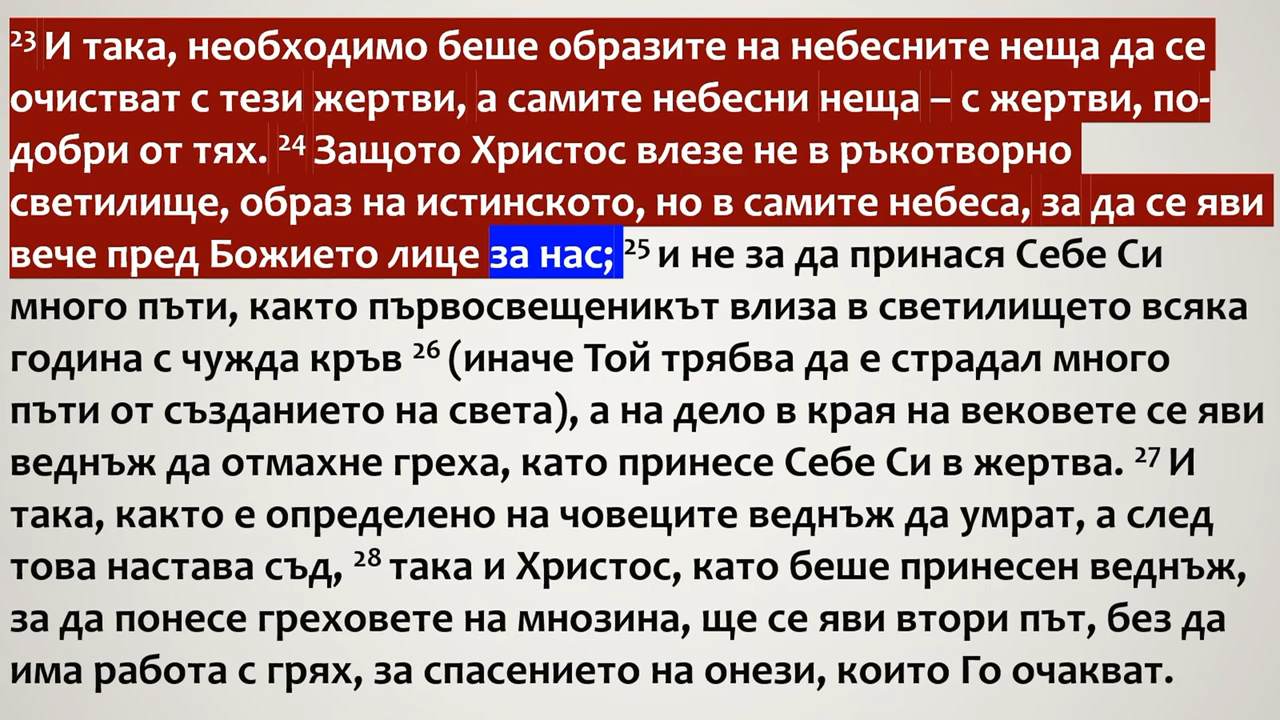 ²³ И така, необходимо беше образите на небесните неща да се
очистват с тези жертви, а самите небесни неща – с жертви, по-
добри от тях. ²⁴ Защото Христос влезе не в ръкотворно
светилище, образ на истинското, но в самите небеса, за да се яви
вече пред Божието лице за нас; ²⁵ и не за да принася Себе Си
много пъти, както първосвещеникът влиза в светилището всяка
година с чужда кръв ²⁶ (иначе Той трябва да е страдал много
пъти от създанието на света), а на дело в края на вековете се яви
веднъж да отмахне греха, като принесе Себе Си в жертва. ²⁷ И
така, както е определено на човеците веднъж да умрат, а след
това настава съд, ²⁸ така и Христос, като беше принесен веднъж,
за да понесе греховете на мнозина, ще се яви втори път, без да
има работа с грях, за спасението на онези, които Го очакват.